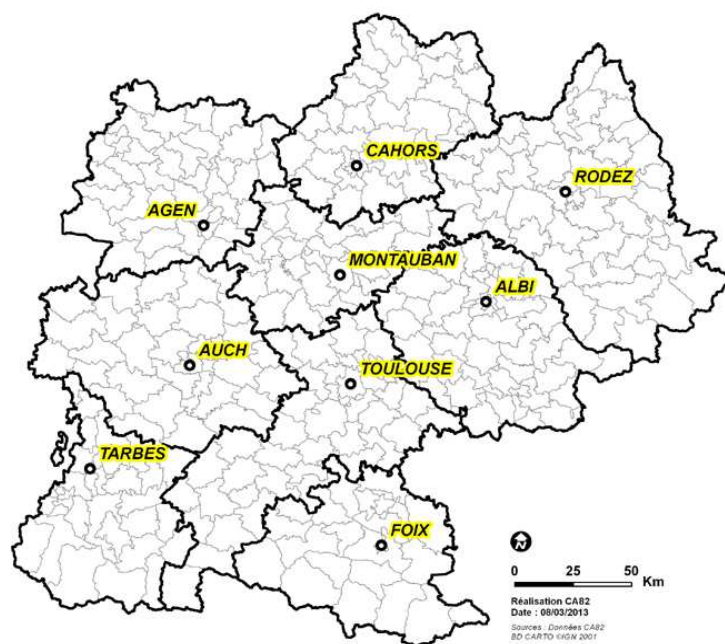 CAHORS
RODEZ
AGEN
MONTAUBAN
ALBI
AUCH
TOULOUSE
TARBES
FOIX
N
0 25 50
Km
Réalisation CA82
Date : 08/03/2013
Sources : Données CA82
BD CARTO ©IGN 2001